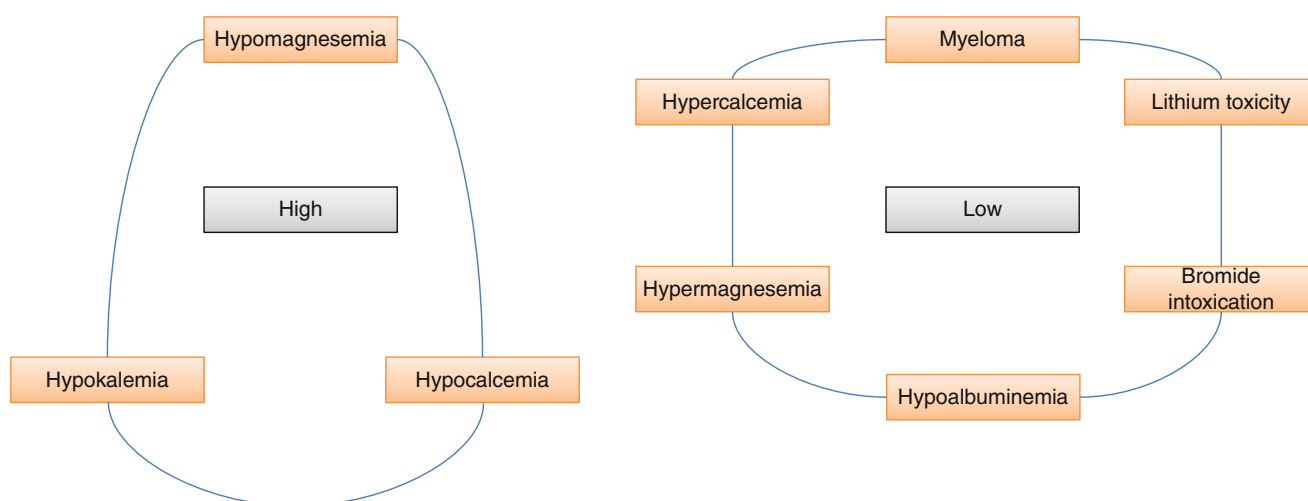 Hypomagnesemia
High
Hypokalemia
Hypocalcemia
Myeloma
Hypercalcemia
Lithium toxicity
Low
Hypermagnesemia
Bromide
intoxication
Hypoalbuminemia